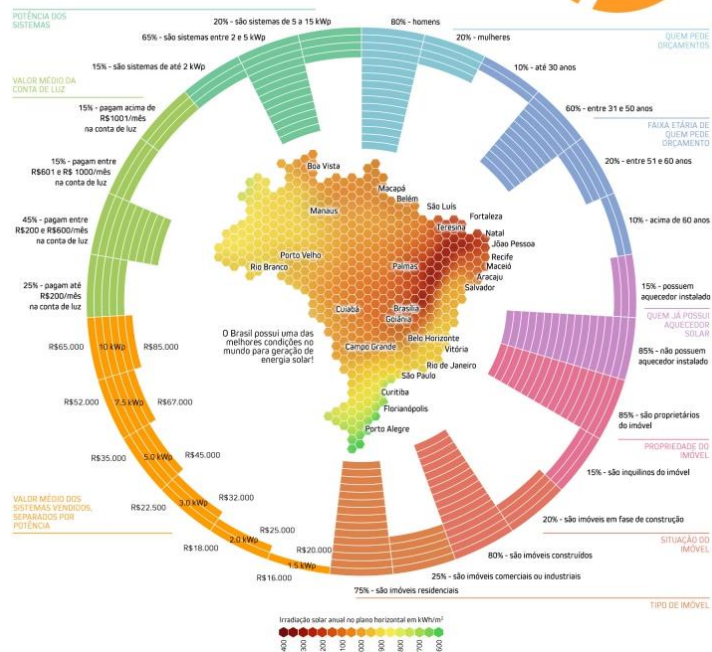 POTÊNCIA DOS
SISTEMAS
20% - são sistemas de 5 a 15 kWp
65% - são sistemas entre 2 e 5 kWp
15% - são sistemas de até 2 kWp
VALOR MÉDIO DA
CONTA DE LUZ
15% - pagam acima de
R$1001/mês
na conta de luz
15% - pagam entre
R$601 e R$ 1000/mês
na conta de luz
45% - pagam entre
R$200 e R$600/mês
na conta de luz
25% - pagam até
R$200/mês
na conta de luz
80% - homens
20% - mulheres
QUEM PEDE
ORÇAMENTOS
10% - até 30 anos
60% - entre 31 e 50 anos
FAIXA ETÁRIA DE
QUEM PEDE
ORÇAMENTO
20% - entre 51 e 60 anos
10% - acima de 60 anos
15% - possuem
aquecedor instalado
QUEM JÁ POSSUI
AQUECEDOR
SOLAR
85% - não possuem
aquecedor instalado
85% - são proprietários
do imóvel
PROPRIEDADE DO
IMÓVEL
15% - são inquilinos do imóvel
20% - são imóveis em fase de construção
SITUAÇÃO DO
IMÓVEL
80% - são imóveis construídos
25% - são imóveis comerciais ou industriais
75% - são imóveis residenciais
TIPO DE IMÓVEL
Boa Vista
Macapá
Belém
São Luís
Manaus
Fortaleza
Teresina
Natal
Jõao Pessoa
Porto Velho
Recife
Rio Branco
Palmas
Maceió
Aracaju
Salvador
Cuiabá
Brasília
Goiânia
O Brasil possui uma das
melhores condições no
mundo para geração de
energia solar!
Belo Horizonte
Campo Grande
Vitória
Rio de Janeiro
São Paulo
Curitiba
Florianópolis
Porto Alegre
R$65.000 10 kWp R$85.000
R$52.000 7.5 kWp R$67.000
R$35.000 5.0 kWp R$45.000
R$22.500 3.0 kWp R$32.000
R$18.000 2.0 kWp R$25.000
R$16.000 1.5 kWp R$20.000
VALOR MÉDIO DOS
SISTEMAS VENDIDOS,
SEPARADOS POR
POTÊNCIA
Irradiação solar anual no plano horizontal em kWh/m²
400 300 200 100 000 900 800 700 600